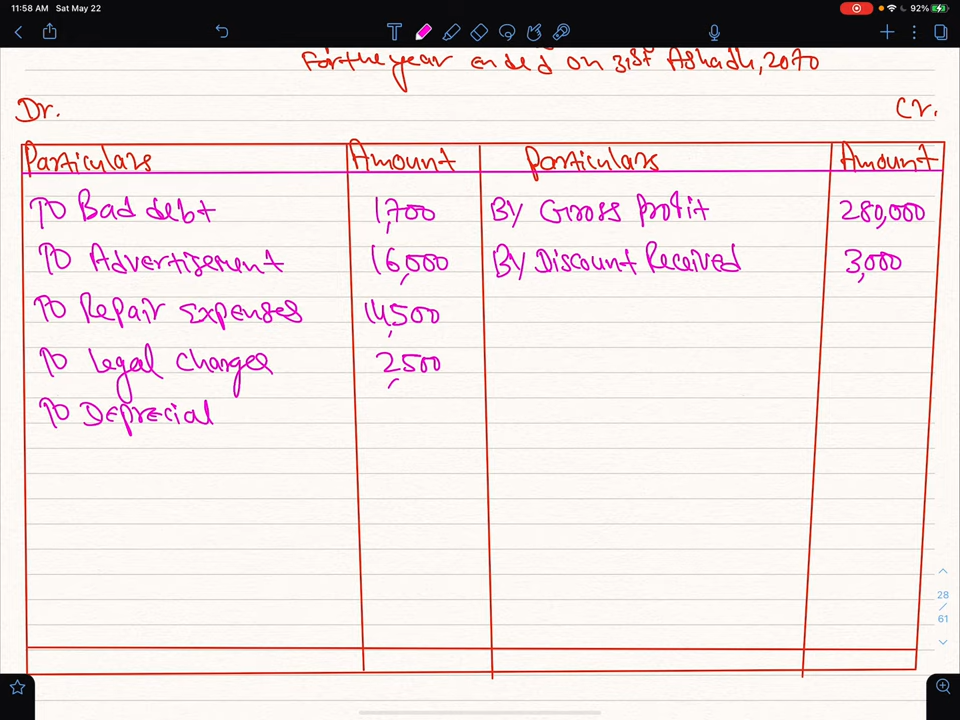 11:58 AM Sat May 22
92%
For the year ended on 31st Ashadh, 2070
Dr. Cr.
Particulars Amount Particulars Amount
To Bad debt 1,700 By Gross profit 280,000
To Advertisement 16,000 By Discount Received 3,000
To Repair Expenses 14,500
To Legal Charges 2,500
To Depreciat
28
/
61